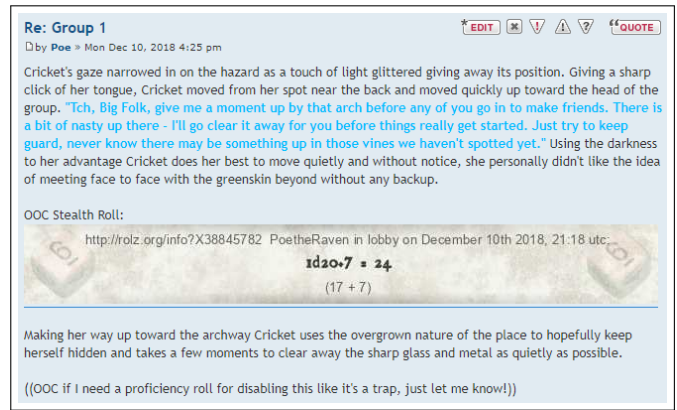 Re: Group 1
* EDIT x ! ! ? “QUOTE
by Poe » Mon Dec 10, 2018 4:25 pm
Cricket's gaze narrowed in on the hazard as a touch of light glittered giving away its position. Giving a sharp
click of her tongue, Cricket moved from her spot near the back and moved quickly up toward the head of the
group. "Tch, Big Folk, give me a moment up by that arch before any of you go in to make friends. There is
a bit of nasty up there - I'll go clear it away for you before things really get started. Just try to keep
guard, never know there may be something up in those vines we haven't spotted yet." Using the darkness
to her advantage Cricket does her best to move quietly and without notice, she personally didn't like the idea
of meeting face to face with the greenskin beyond without any backup.
OOC Stealth Roll:
http://rolz.org/info?X38845782 PoetheRaven in lobby on December 10th 2018, 21:18 utc:
1d20+7 = 24
(17 + 7)
Making her way up toward the archway Cricket uses the overgrown nature of the place to hopefully keep
herself hidden and takes a few moments to clear away the sharp glass and metal as quietly as possible.
((OOC if I need a proficiency roll for disabling this like it's a trap, just let me know!))